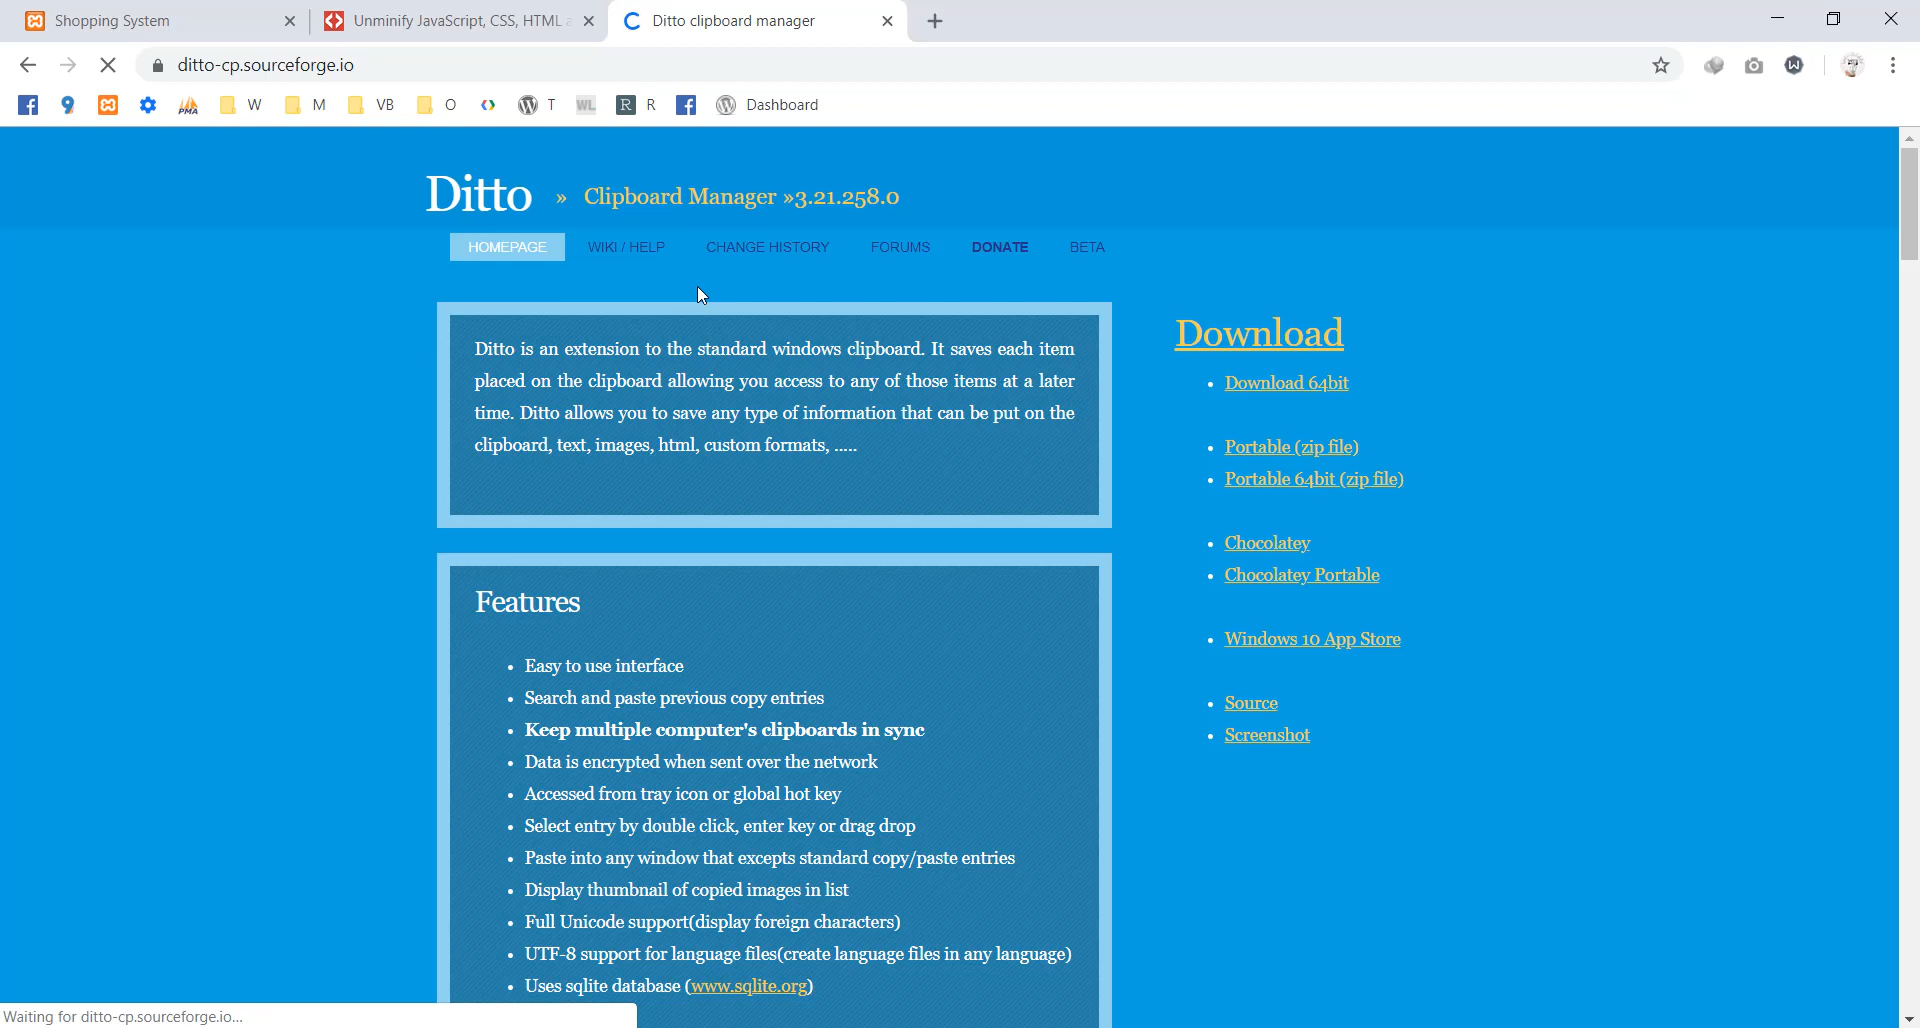 Shopping System
Unminify JavaScript, CSS, HTML
Ditto clipboard manager
ditto-cp.sourceforge.io
PMA
W
M
VB
O
T
WL
R
R
Dashboard
Ditto » Clipboard Manager »3.21.258.0
HOMEPAGE WIKI / HELP CHANGE HISTORY FORUMS DONATE BETA
Ditto is an extension to the standard windows clipboard. It saves each item
placed on the clipboard allowing you access to any of those items at a later
time. Ditto allows you to save any type of information that can be put on the
clipboard, text, images, html, custom formats, .....
Features
• Easy to use interface
• Search and paste previous copy entries
• Keep multiple computer's clipboards in sync
• Data is encrypted when sent over the network
• Accessed from tray icon or global hot key
• Select entry by double click, enter key or drag drop
• Paste into any window that excepts standard copy/paste entries
• Display thumbnail of copied images in list
• Full Unicode support(display foreign characters)
• UTF-8 support for language files(create language files in any language)
• Uses sqlite database (www.sqlite.org)
Download
• Download 64bit
• Portable (zip file)
• Portable 64bit (zip file)
• Chocolatey
• Chocolatey Portable
• Windows 10 App Store
• Source
• Screenshot
Waiting for ditto-cp.sourceforge.io...